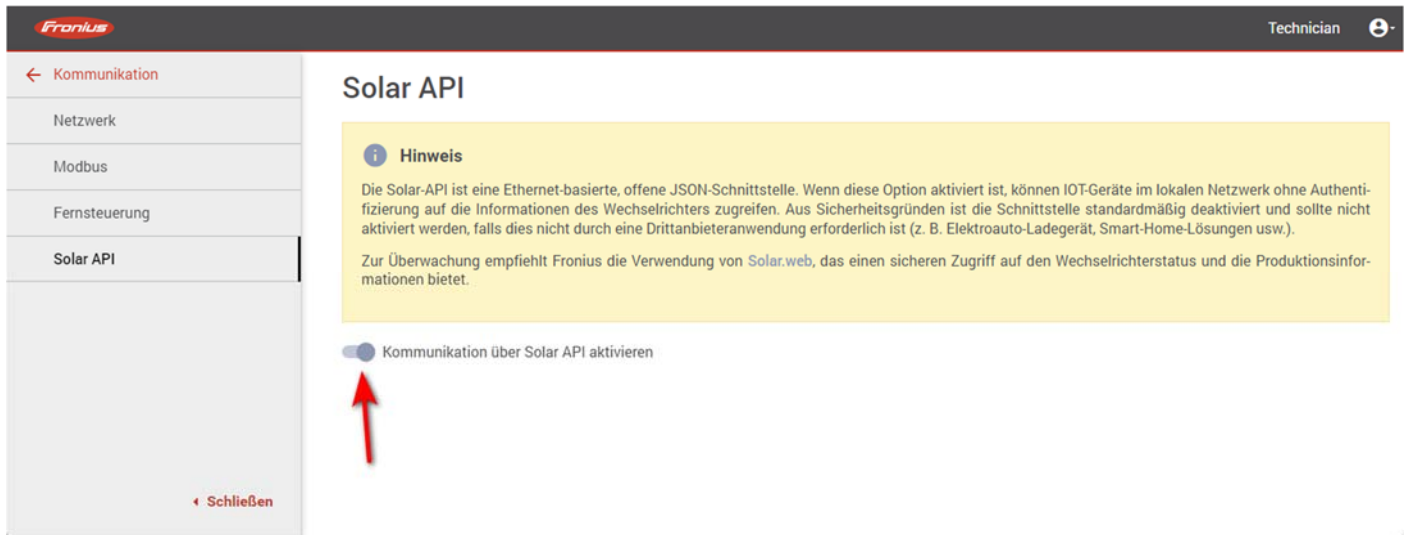 Fronius
Technician
Kommunikation
Netzwerk
Modbus
Fernsteuerung
Solar API
Schließen
Solar API
Hinweis
Die Solar-API ist eine Ethernet-basierte, offene JSON-Schnittstelle. Wenn diese Option aktiviert ist, können IOT-Geräte im lokalen Netzwerk ohne Authenti-
fizierung auf die Informationen des Wechselrichters zugreifen. Aus Sicherheitsgründen ist die Schnittstelle standardmäßig deaktiviert und sollte nicht
aktiviert werden, falls dies nicht durch eine Drittanbieteranwendung erforderlich ist (z. B. Elektroauto-Ladegerät, Smart-Home-Lösungen usw.).
Zur Überwachung empfiehlt Fronius die Verwendung von Solar.web, das einen sicheren Zugriff auf den Wechselrichterstatus und die Produktionsinfor-
mationen bietet.
Kommunikation über Solar API aktivieren